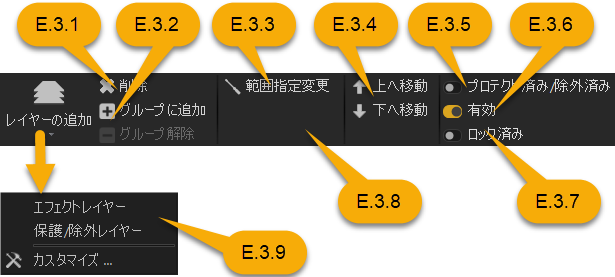 E.3.1
E.3.2
E.3.3
E.3.4
E.3.5
E.3.6
レイヤーの追加
削除
グループに追加
グループ解除
範囲指定変更
上へ移動
下へ移動
プロテクト済み/除外済み
有効
ロック済み
E.3.8
E.3.7
エフェクトレイヤー
保護/除外レイヤー
カスタマイズ ...
E.3.9